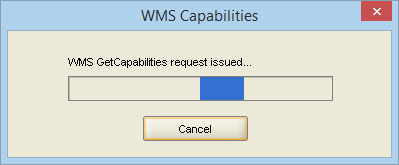 WMS Capabilities
WMS GetCapabilities request issued...
Cancel